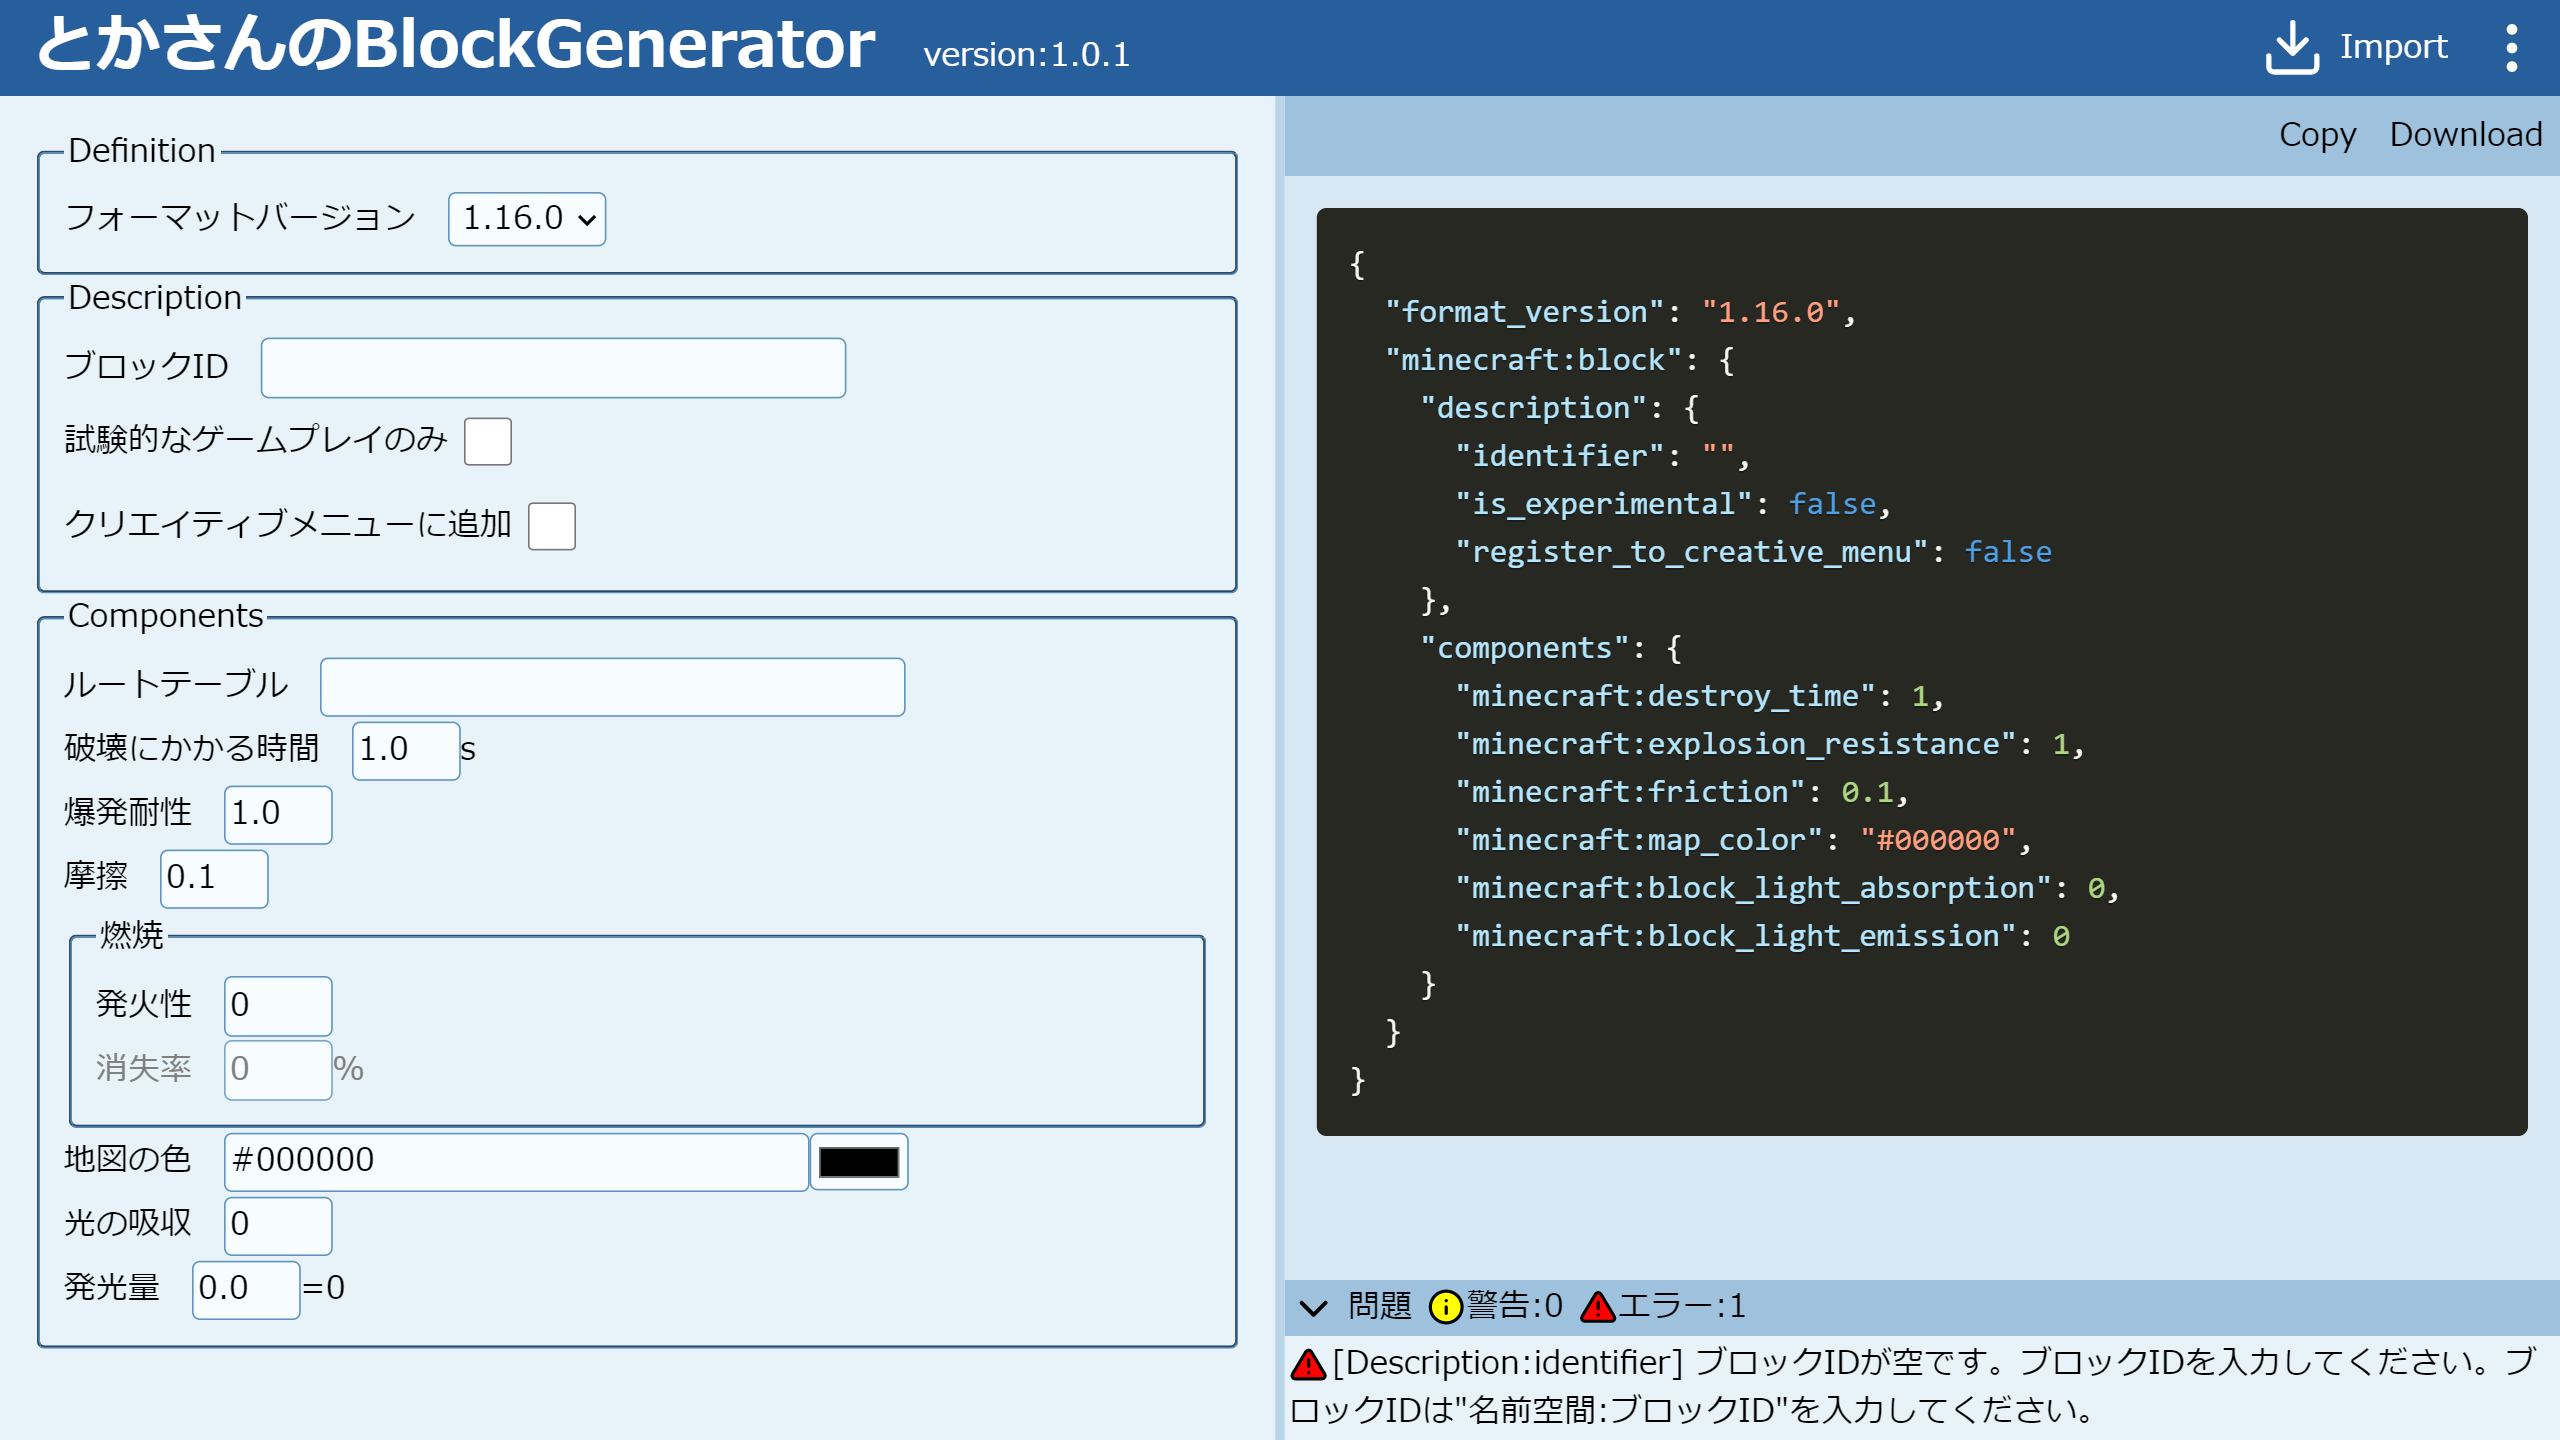 とかさんのBlockGenerator version:1.0.1
Import
Definition
フォーマットバージョン 1.16.0
Description
ブロックID
試験的なゲームプレイのみ
クリエイティブメニューに追加
Components
ルートテーブル
破壊にかかる時間 1.0s
爆発耐性 1.0
摩擦 0.1
燃焼
発火性 0
消失率 0%
地図の色 #000000
光の吸収 0
発光量 0.0=0
Copy Download
{
  "format_version": "1.16.0",
  "minecraft:block": {
    "description": {
      "identifier": "",
      "is_experimental": false,
      "register_to_creative_menu": false
    },
    "components": {
      "minecraft:destroy_time": 1,
      "minecraft:explosion_resistance": 1,
      "minecraft:friction": 0.1,
      "minecraft:map_color": "#000000",
      "minecraft:block_light_absorption": 0,
      "minecraft:block_light_emission": 0
    }
  }
}
問題 警告:0 エラー:1
[Description:identifier] ブロックIDが空です。ブロックIDを入力してください。ブ
ロックIDは"名前空間:ブロックID"を入力してください。